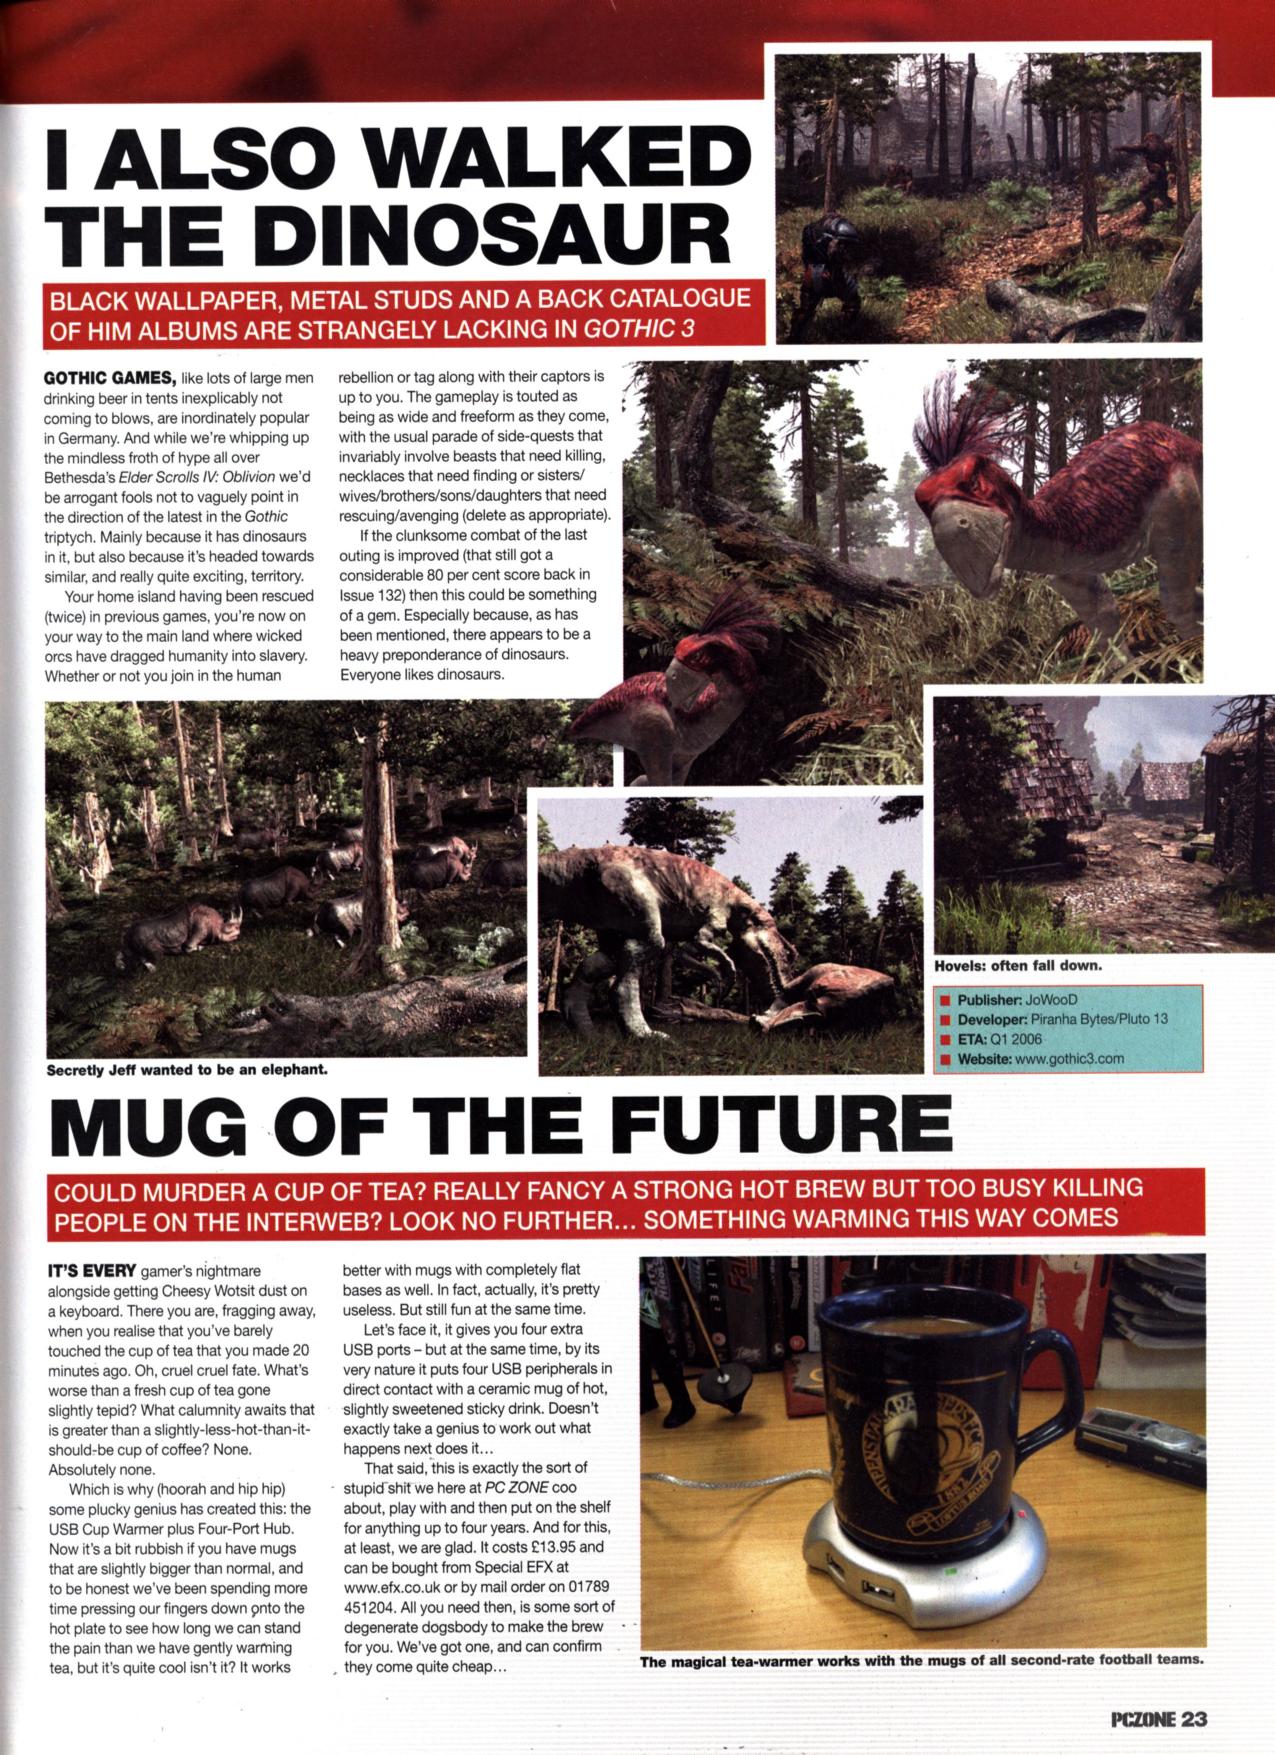 I ALSO WALKED
THE DINOSAUR
BLACK WALLPAPER, METAL STUDS AND A BACK CATALOGUE
OF HIM ALBUMS ARE STRANGELY LACKING IN GOTHIC 3
GOTHIC GAMES, like lots of large men
drinking beer in tents inexplicably not
coming to blows, are inordinately popular
in Germany. And while we're whipping up
the mindless froth of hype all over
Bethesda's Elder Scrolls IV: Oblivion we'd
be arrogant fools not to vaguely point in
the direction of the latest in the Gothic
triptych. Mainly because it has dinosaurs
in it, but also because it's headed towards
similar, and really quite exciting, territory.
Your home island having been rescued
(twice) in previous games, you're now on
your way to the main land where wicked
orcs have dragged humanity into slavery.
Whether or not you join in the human
rebellion or tag along with their captors is
up to you. The gameplay is touted as
being as wide and freeform as they come,
with the usual parade of side-quests that
invariably involve beasts that need killing,
necklaces that need finding or sisters/
wives/brothers/sons/daughters that need
rescuing/avenging (delete as appropriate).
If the clunksome combat of the last
outing is improved (that still got a
considerable 80 per cent score back in
Issue 132) then this could be something
of a gem. Especially because, as has
been mentioned, there appears to be a
heavy preponderance of dinosaurs.
Everyone likes dinosaurs.
Hovels: often fall down.
Publisher: JoWooD
Developer: Piranha Bytes/Pluto 13
ETA: Q1 2006
Website: www.gothic3.com
Secretly Jeff wanted to be an elephant.
MUG OF THE FUTURE
COULD MURDER A CUP OF TEA? REALLY FANCY A STRONG HOT BREW BUT TOO BUSY KILLING
PEOPLE ON THE INTERWEB? LOOK NO FURTHER... SOMETHING WARMING THIS WAY COMES
IT'S EVERY gamer's nightmare
alongside getting Cheesy Wotsit dust on
a keyboard. There you are, fragging away,
when you realise that you've barely
touched the cup of tea that you made 20
minutes ago. Oh, cruel cruel fate. What's
worse than a fresh cup of tea gone
slightly tepid? What calumnity awaits that
is greater than a slightly-less-hot-than-it-
should-be cup of coffee? None.
Absolutely none.
Which is why (hoorah and hip hip)
some plucky genius has created this: the
USB Cup Warmer plus Four-Port Hub.
Now it's a bit rubbish if you have mugs
that are slightly bigger than normal, and
to be honest we've been spending more
time pressing our fingers down onto the
hot plate to see how long we can stand
the pain than we have gently warming
tea, but it's quite cool isn't it? It works
better with mugs with completely flat
bases as well. In fact, actually, it's pretty
useless. But still fun at the same time.
Let's face it, it gives you four extra
USB ports – but at the same time, by its
very nature it puts four USB peripherals in
direct contact with a ceramic mug of hot,
slightly sweetened sticky drink. Doesn't
exactly take a genius to work out what
happens next does it...
That said, this is exactly the sort of
stupid shit we here at PC ZONE coo
about, play with and then put on the shelf
for anything up to four years. And for this,
at least, we are glad. It costs £13.95 and
can be bought from Special EFX at
www.efx.co.uk or by mail order on 01789
451204. All you need then, is some sort of
degenerate dogsbody to make the brew
for you. We've got one, and can confirm
they come quite cheap...
1882
The magical tea-warmer works with the mugs of all second-rate football teams.
PCZONE 23